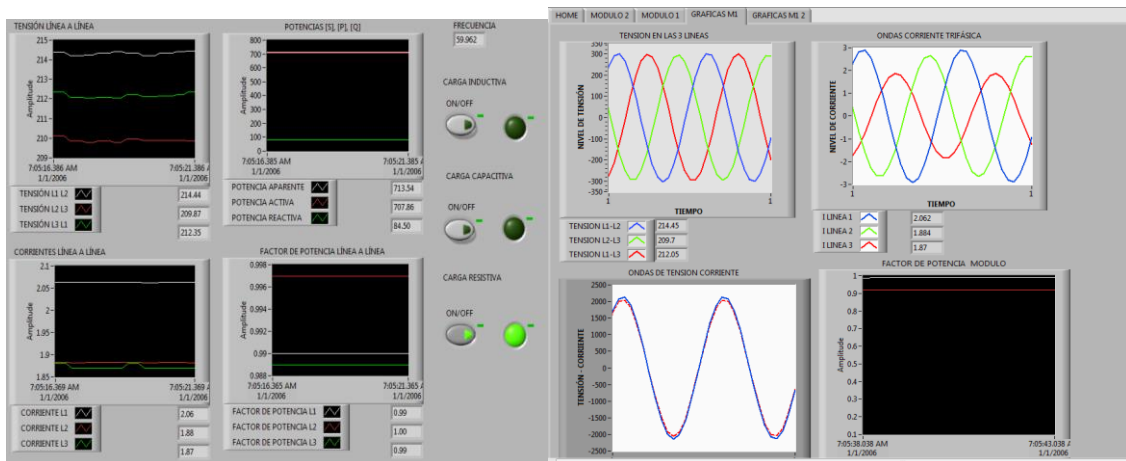 TENSIÓN LÍNEA A LÍNEA
215
214
213
212
211
210
209
Amplitude
7:05:16.386 AM
1/1/2006
7:05:21.386
1/1/2006
TENSIÓN L1 L2 214.44
TENSIÓN L2 L3 209.87
TENSIÓN L3 L1 212.35
POTENCIAS [S], [P], [Q]
800
700
600
500
400
300
200
100
0
Amplitude
7:05:16.385 AM
1/1/2006
7:05:21.385 AM
1/1/2006
POTENCIA APARENTE 713.54
POTENCIA ACTIVA 707.86
POTENCIA REACTIVA 84.50
FRECUENCIA
59.962
CARGA INDUCTIVA
ON/OFF
CARGA CAPACITIVA
ON/OFF
CARGA RESISTIVA
ON/OFF
CORRIENTES LÍNEA A LÍNEA
2.1
2.05
2
1.95
1.9
1.85
Amplitude
7:05:16.369 AM
1/1/2006
7:05:21.369 A
1/1/2006
CORRIENTE L1 2.06
CORRIENTE L2 1.88
CORRIENTE L3 1.87
FACTOR DE POTENCIA LÍNEA A LÍNEA
0.998
0.996
0.994
0.992
0.99
0.988
Amplitude
7:05:16.365 AM
1/1/2006
7:05:21.365 AM
1/1/2006
FACTOR DE POTENCIA L1 0.99
FACTOR DE POTENCIA L2 1.00
FACTOR DE POTENCIA L3 0.99
HOME MODULO 2 MODULO 1 GRAFICAS M1 GRAFICAS M1 2
TENSION EN LAS 3 LINEAS
350
300
200
100
0
-100
-200
-300
-350
NIVEL DE TENSIÓN
1 1
TIEMPO
TENSION L1-L2 214.45
TENSION L2-L3 209.7
TENSION L1-L3 212.05
ONDAS CORRIENTE TRIFÁSICA
3
2
1
0
-1
-2
-3
NIVEL DE CORRIENTE
1 1
TIEMPO
I LINEA 1 2.062
I LINEA 2 1.884
I LINEA 3 1.87
ONDAS DE TENSION CORRIENTE
2500
2000
1500
1000
500
0
-500
-1000
-1500
-2000
-2500
TENSIÓN - CORRIENTE
FACTOR DE POTENCIA MODULO
1
0.9
0.8
0.7
0.6
0.5
0.4
0.3
0.2
0.1
Amplitude
7:05:38.038 AM
1/1/2006
7:05:43.038 AM
1/1/2006